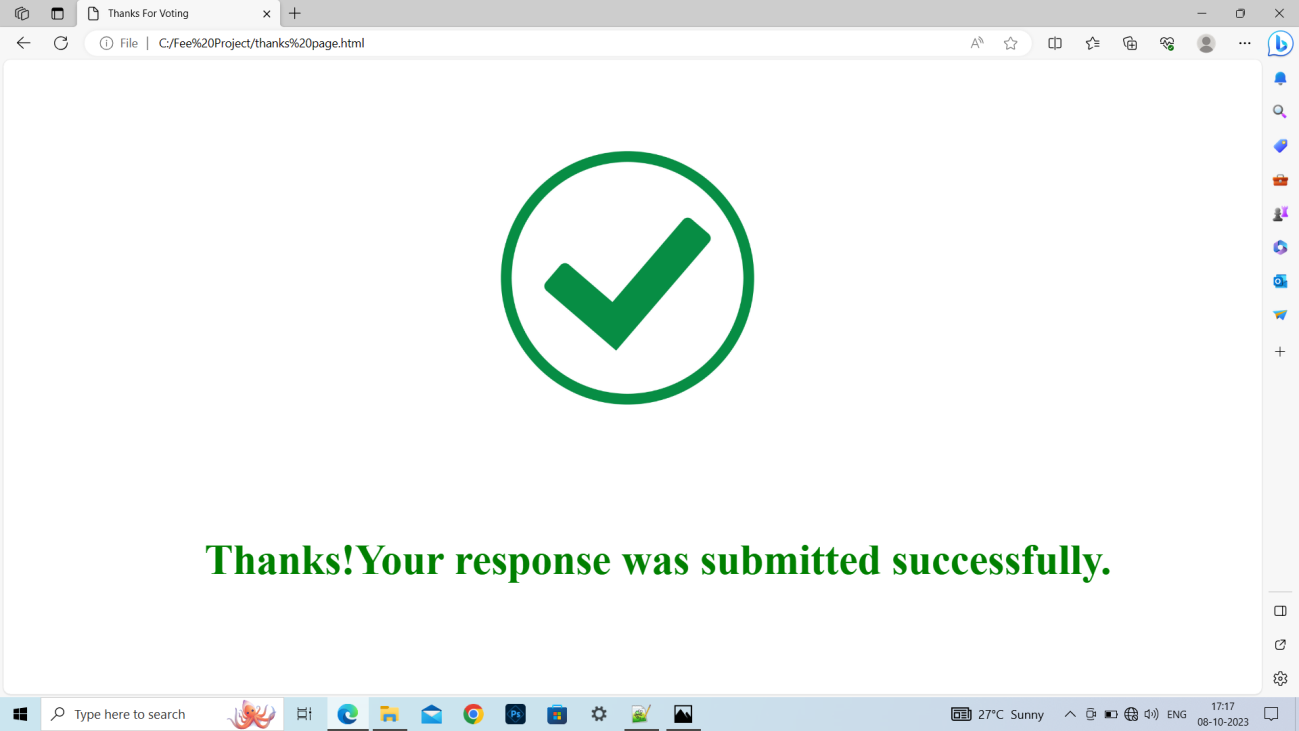 Thanks For Voting
File
C:/Fee%20Project/thanks%20page.html
Thanks!Your response was submitted successfully.
Type here to search
Ps
27°C Sunny
ENG
17:17
08-10-2023